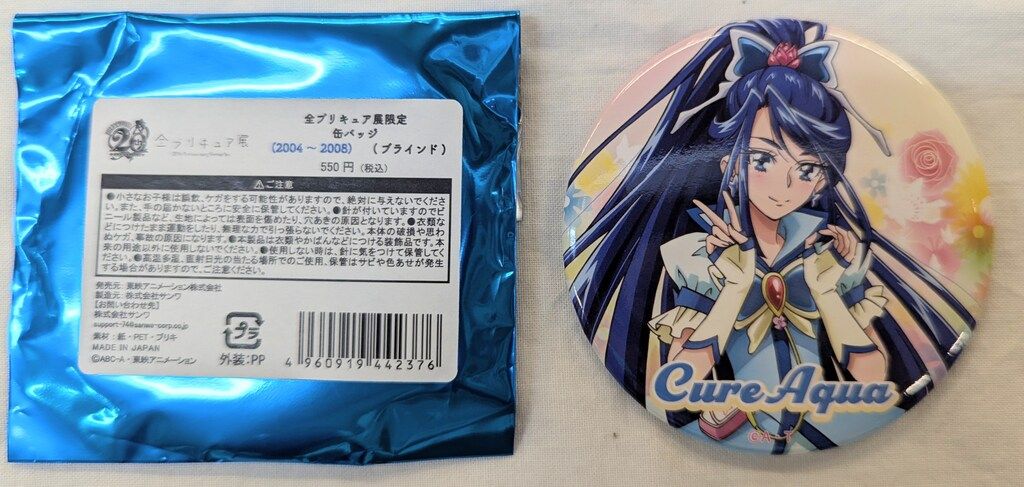 全プリキュア展
全プリキュア展限定
缶バッジ
(2004～2008) (ブラインド)
550円(税込)
⚠ご注意
●小さなお子様は誤飲、ケガをする可能性がありますので、絶対に与えないでくださ
い。また、手の届かないところに安全に保管してください。●針が付いていますのでビ
ニール製品など、生地によっては表面を傷めたり、穴あきの原因となります。●衣類な
どにつけたまま運動をしたり、無理な力で引っ張らないでください。本体の破損や思わ
ぬケガ、事故の原因になります。●本製品は衣類やかばんなどにつける装飾品です。本
来の用途以外に使用しないでください。●使用しない時は、針に気をつけて保管してく
ださい。●高温多湿、直射日光の当たる場所でのご使用、保管はサビや色あせが発生
する場合がありますので、ご注意ください。
発売元:東映アニメーション株式会社
製造元:株式会社サンワ
【お問い合わせ先】
株式会社サンワ
support-74@sanwa-corp.co.jp
素材:紙・PET・ブリキ
MADE IN JAPAN
©ABC-A・東映アニメーション
プラ
外装:PP
4 960919 442376
Cure Aqua